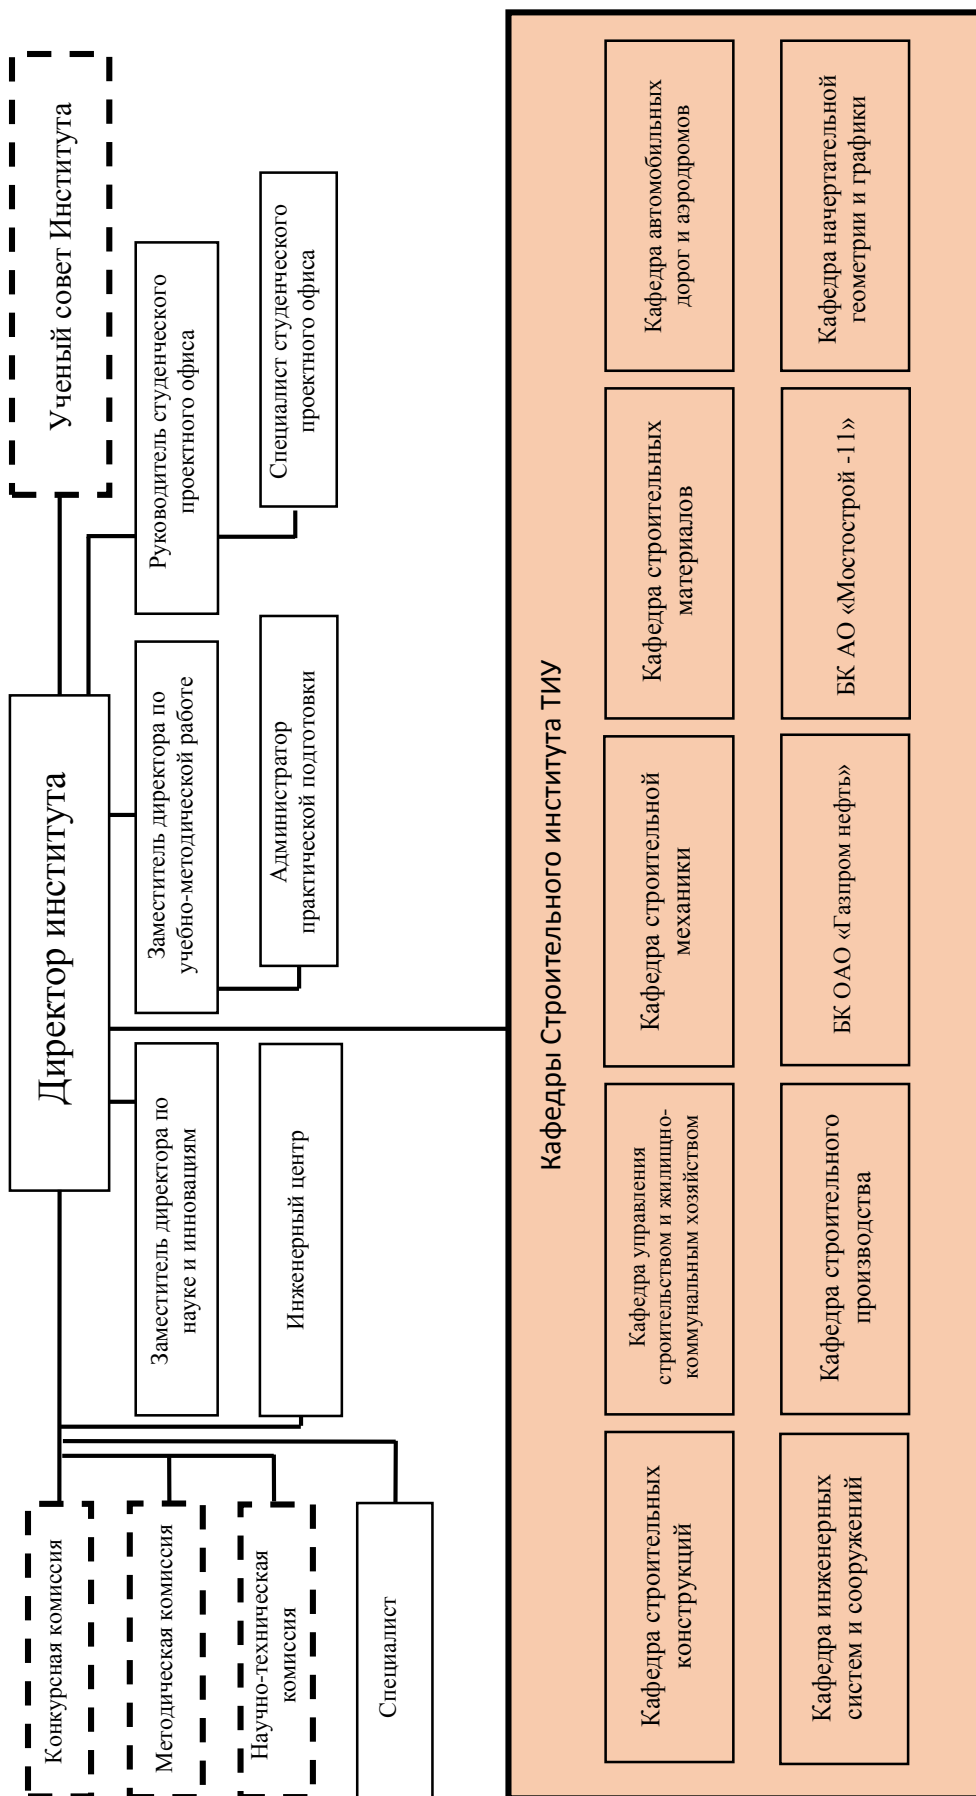 Директор института
Ученый совет Института
Конкурсная комиссия
Методическая комиссия
Научно-техническая
комиссия
Специалист
Заместитель директора по
науке и инновациям
Заместитель директора по
учебно-методической работе
Руководитель студенческого
проектного офиса
Инженерный центр
Администратор
практической подготовки
Специалист студенческого
проектного офиса
Кафедры Строительного института ТИУ
Кафедра строительных
конструкций
Кафедра управления
строительством и жилищно-
коммунальным хозяйством
Кафедра строительной
механики
Кафедра строительных
материалов
Кафедра автомобильных
дорог и аэродромов
Кафедра инженерных
систем и сооружений
Кафедра строительного
производства
БК ОАО «Газпром нефть»
БК АО «Мостострой -11»
Кафедра начертательной
геометрии и графики